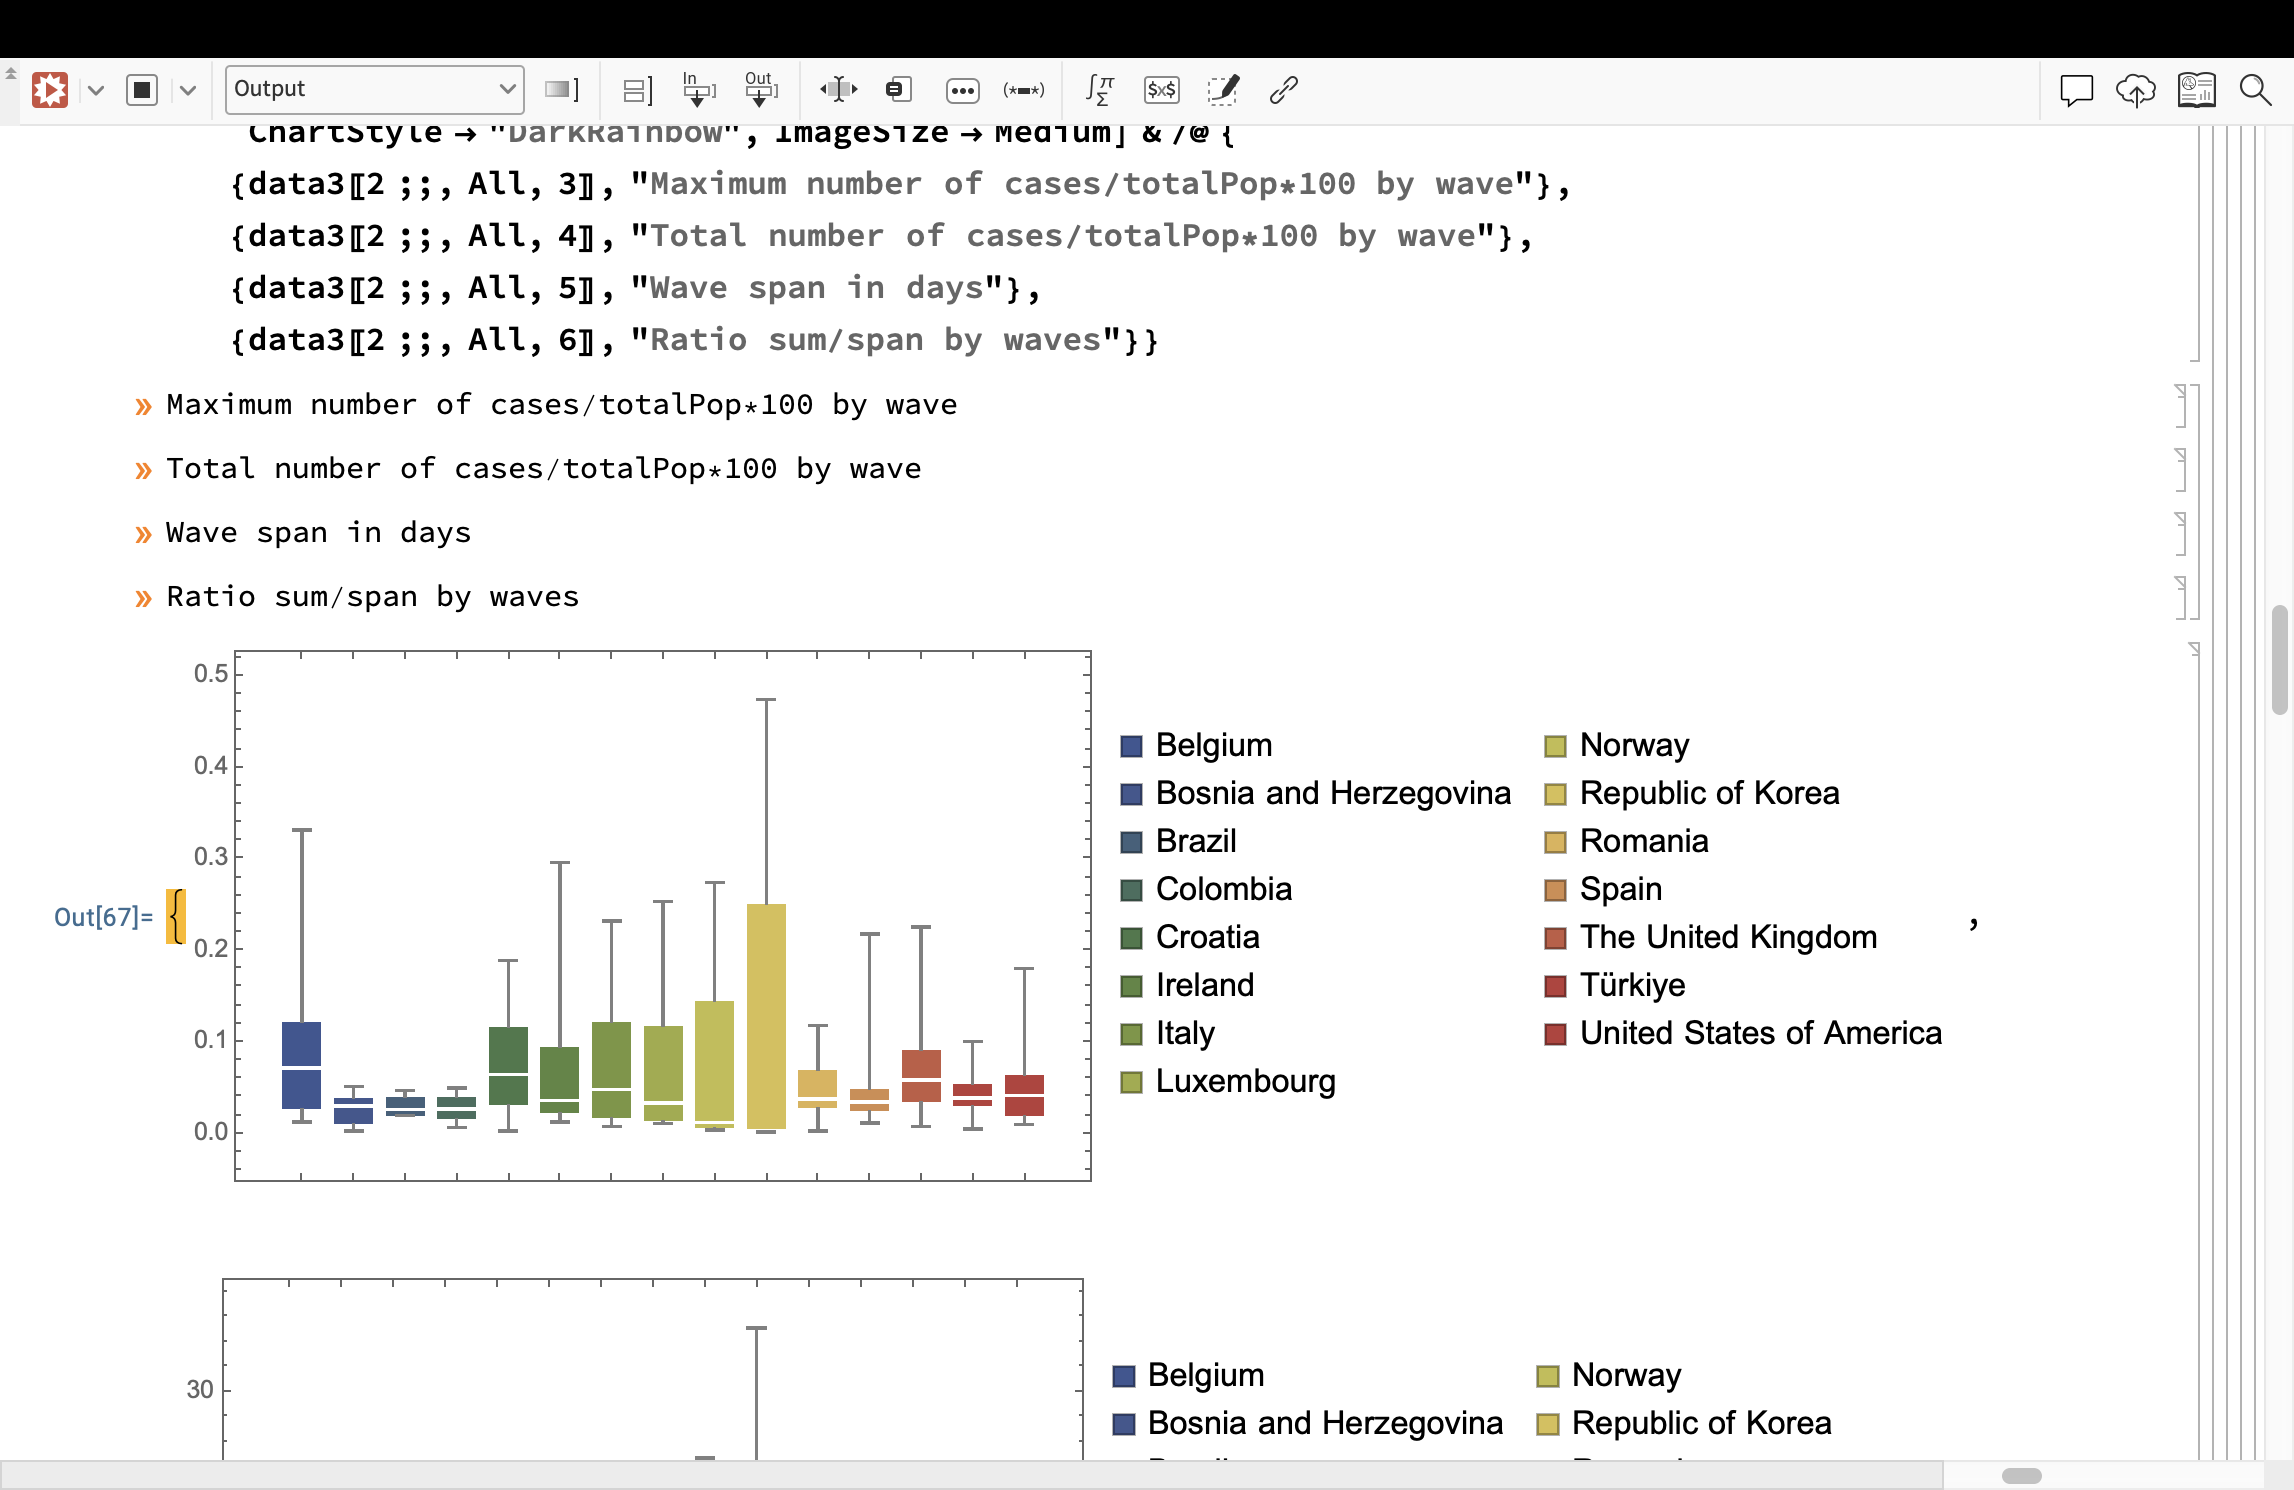 Output
In
Out
(*▬*)
∫π Σ
$x$
ChartStyle → "DarkRainbow", ImageSize → Medium] & /@ {
{data3〚2 ;;, All, 3〛, "Maximum number of cases/totalPop*100 by wave"},
{data3〚2 ;;, All, 4〛, "Total number of cases/totalPop*100 by wave"},
{data3〚2 ;;, All, 5〛, "Wave span in days"},
{data3〚2 ;;, All, 6〛, "Ratio sum/span by waves"}}
» Maximum number of cases/totalPop*100 by wave
» Total number of cases/totalPop*100 by wave
» Wave span in days
» Ratio sum/span by waves
Out[67]= {
0.5
0.4
0.3
0.2
0.1
0.0
Belgium
Bosnia and Herzegovina
Brazil
Colombia
Croatia
Ireland
Italy
Luxembourg
Norway
Republic of Korea
Romania
Spain
The United Kingdom
Türkiye
United States of America
,
30
Belgium
Bosnia and Herzegovina
Norway
Republic of Korea